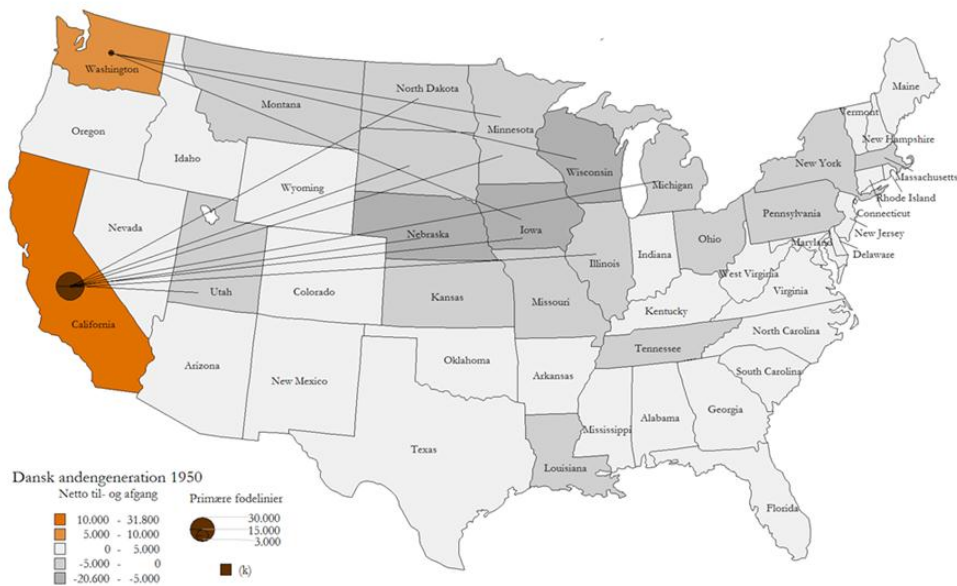 Washington
Oregon
Idaho
Montana
North Dakota
Minnesota
Wisconsin
Michigan
Wyoming
Nevada
Utah
Colorado
California
Nebraska
Iowa
Illinois
Indiana
Ohio
Kansas
Missouri
Kentucky
West Virginia
Virginia
Maryland
Pennsylvania
New York
Vermont
Maine
New Hampshire
Massachusetts
Rhode Island
Connecticut
New Jersey
Delaware
Arizona
New Mexico
Oklahoma
Arkansas
Tennessee
North Carolina
South Carolina
Texas
Louisiana
Mississippi
Alabama
Georgia
Florida
Dansk andengeneration 1950
Netto til- og afgang
10.000 - 31.800
5.000 - 10.000
0 - 5.000
-5.000 - 0
-20.600 - -5.000
Primære fødelinier
30.000
15.000
3.000
(k)